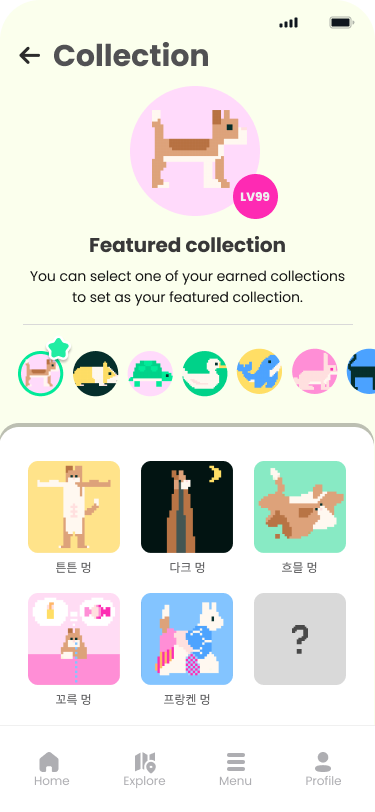 Collection
LV99
Featured collection
You can select one of your earned collections
to set as your featured collection.
튼튼 멍
다크 멍
흐물 멍
꼬륵 멍
프랑켄 멍
?
Home
Explore
Menu
Profile